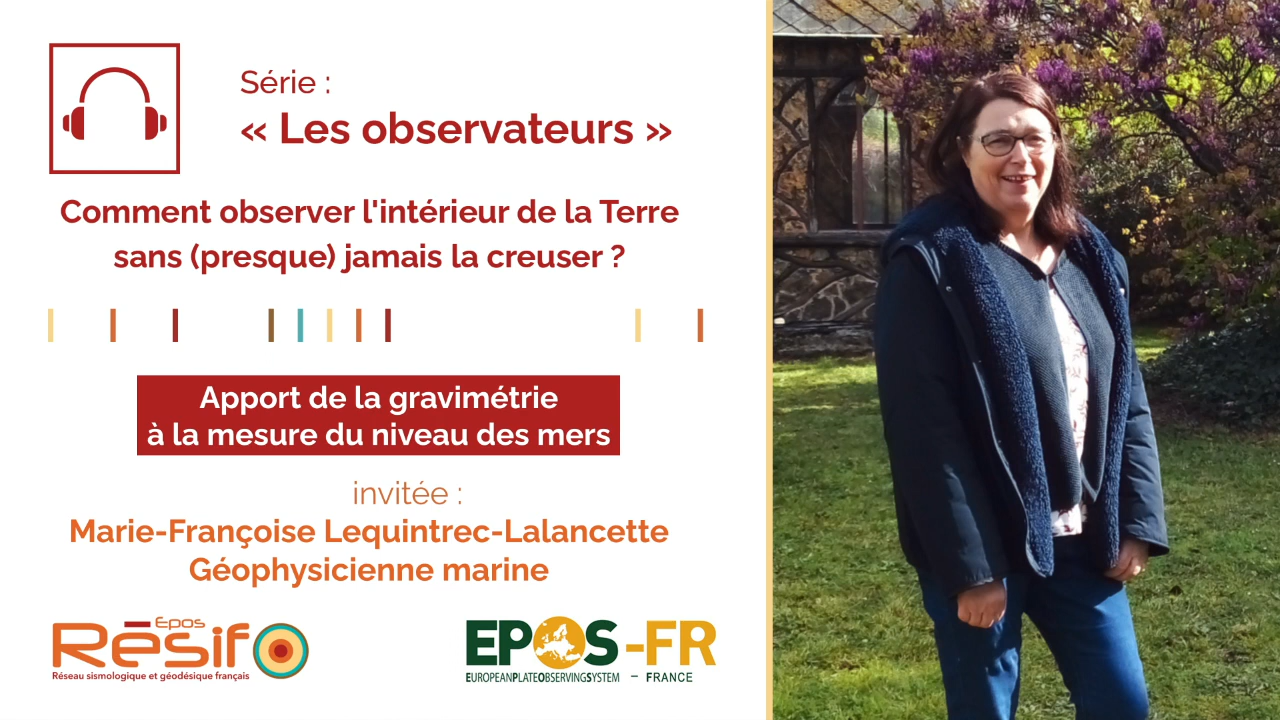 Série :
« Les observateurs »
Comment observer l'intérieur de la Terre
sans (presque) jamais la creuser ?
Apport de la gravimétrie
à la mesure du niveau des mers
invitée :
Marie-Françoise Lequintrec-Lalancette
Géophysicienne marine
Epos
Résif
Réseau sismologique et géodésique français
EPOS-FR
EUROPEANPLATEOBSERVINGSYSTEM – FRANCE